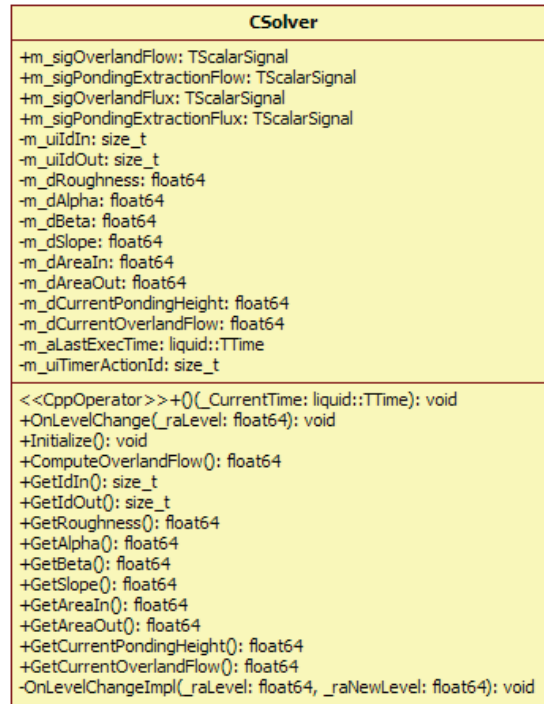 CSolver
+m_sigOverlandFlow: TScalarSignal
+m_sigPondingExtractionFlow: TScalarSignal
+m_sigOverlandFlux: TScalarSignal
+m_sigPondingExtractionFlux: TScalarSignal
-m_uiIdIn: size_t
-m_uiIdOut: size_t
-m_dRoughness: float64
-m_dAlpha: float64
-m_dBeta: float64
-m_dSlope: float64
-m_dAreaIn: float64
-m_dAreaOut: float64
-m_dCurrentPondingHeight: float64
-m_dCurrentOverlandFlow: float64
-m_aLastExecTime: liquid::TTime
-m_uiTimerActionId: size_t
<<CppOperator>>+()(_CurrentTime: liquid::TTime): void
+OnLevelChange(_raLevel: float64): void
+Initialize(): void
+ComputeOverlandFlow(): float64
+GetIdIn(): size_t
+GetIdOut(): size_t
+GetRoughness(): float64
+GetAlpha(): float64
+GetBeta(): float64
+GetSlope(): float64
+GetAreaIn(): float64
+GetAreaOut(): float64
+GetCurrentPondingHeight(): float64
+GetCurrentOverlandFlow(): float64
-OnLevelChangeImpl(_raLevel: float64, _raNewLevel: float64): void